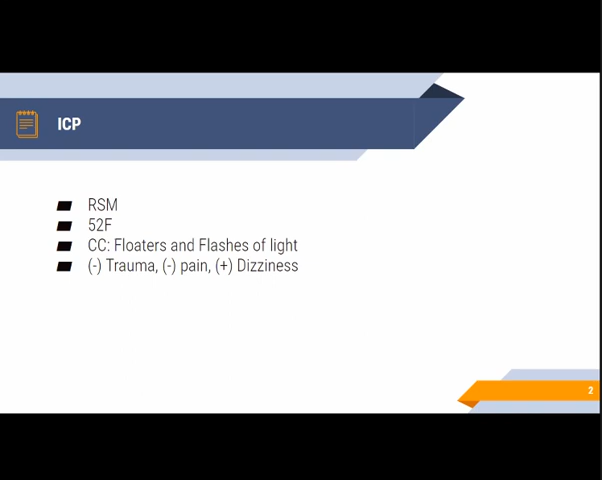 ICP
RSM
52F
CC: Floaters and Flashes of light
(-) Trauma, (-) pain, (+) Dizziness
2